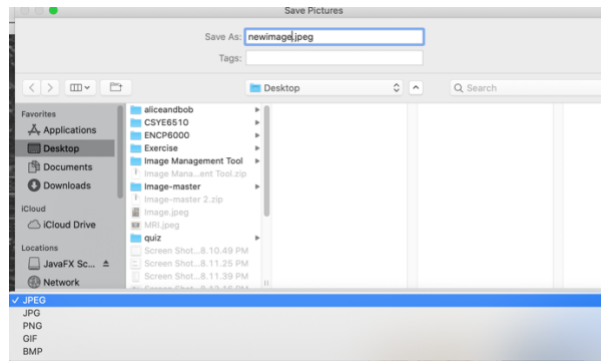 Save Pictures
Save As: newimage.jpeg
Tags:
Desktop
Search
Favorites
Applications
Desktop
Documents
Downloads
iCloud
iCloud Drive
Locations
JavaFX Sc...
Network
aliceandbob
CSYE6510
ENCP6000
Exercise
Image Management Tool
Image Mana...ent Tool.zip
Image-master
Image-master 2.zip
Image.jpeg
MRI.jpeg
quiz
Screen Shot...8.10.49 PM
Screen Shot...8.11.25 PM
Screen Shot...8.11.39 PM
✓ JPEG
JPG
PNG
GIF
BMP